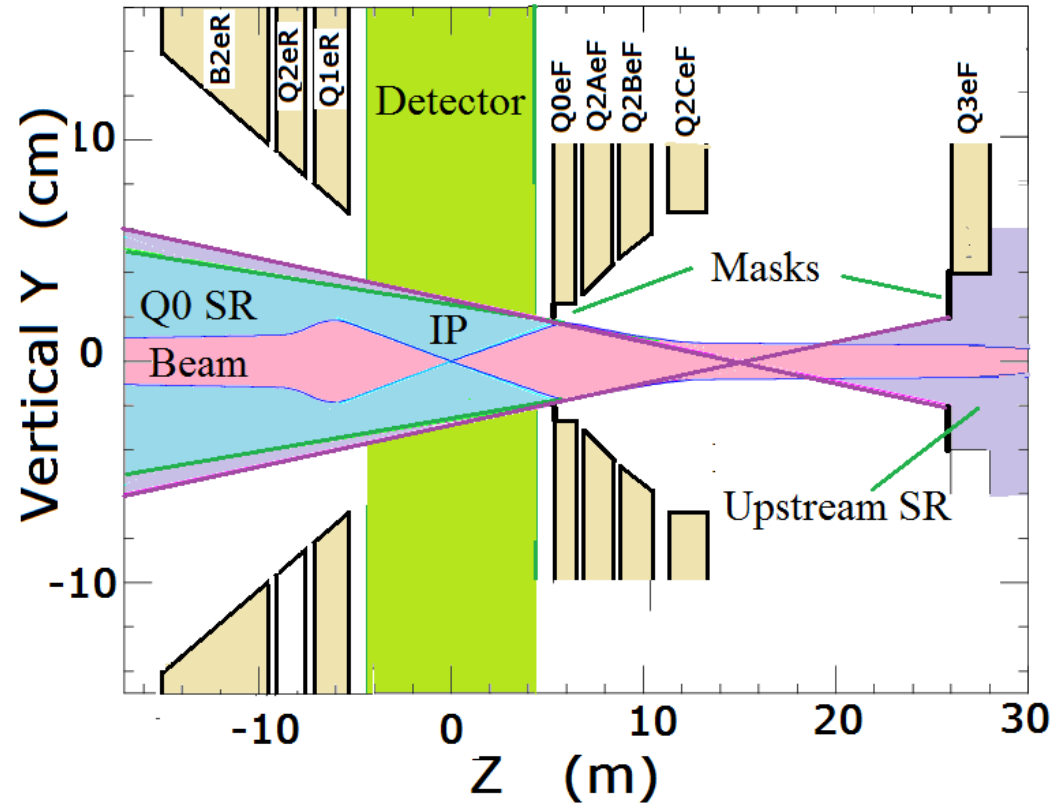 B2eR
Q2eR
Q1eR
Detector
Q0eF
Q2AeF
Q2BeF
Q2CeF
Q3eF
Vertical Y (cm)
10
0
-10
Masks
Q0 SR
IP
Beam
Upstream SR
-10
0
10
20
30
Z (m)